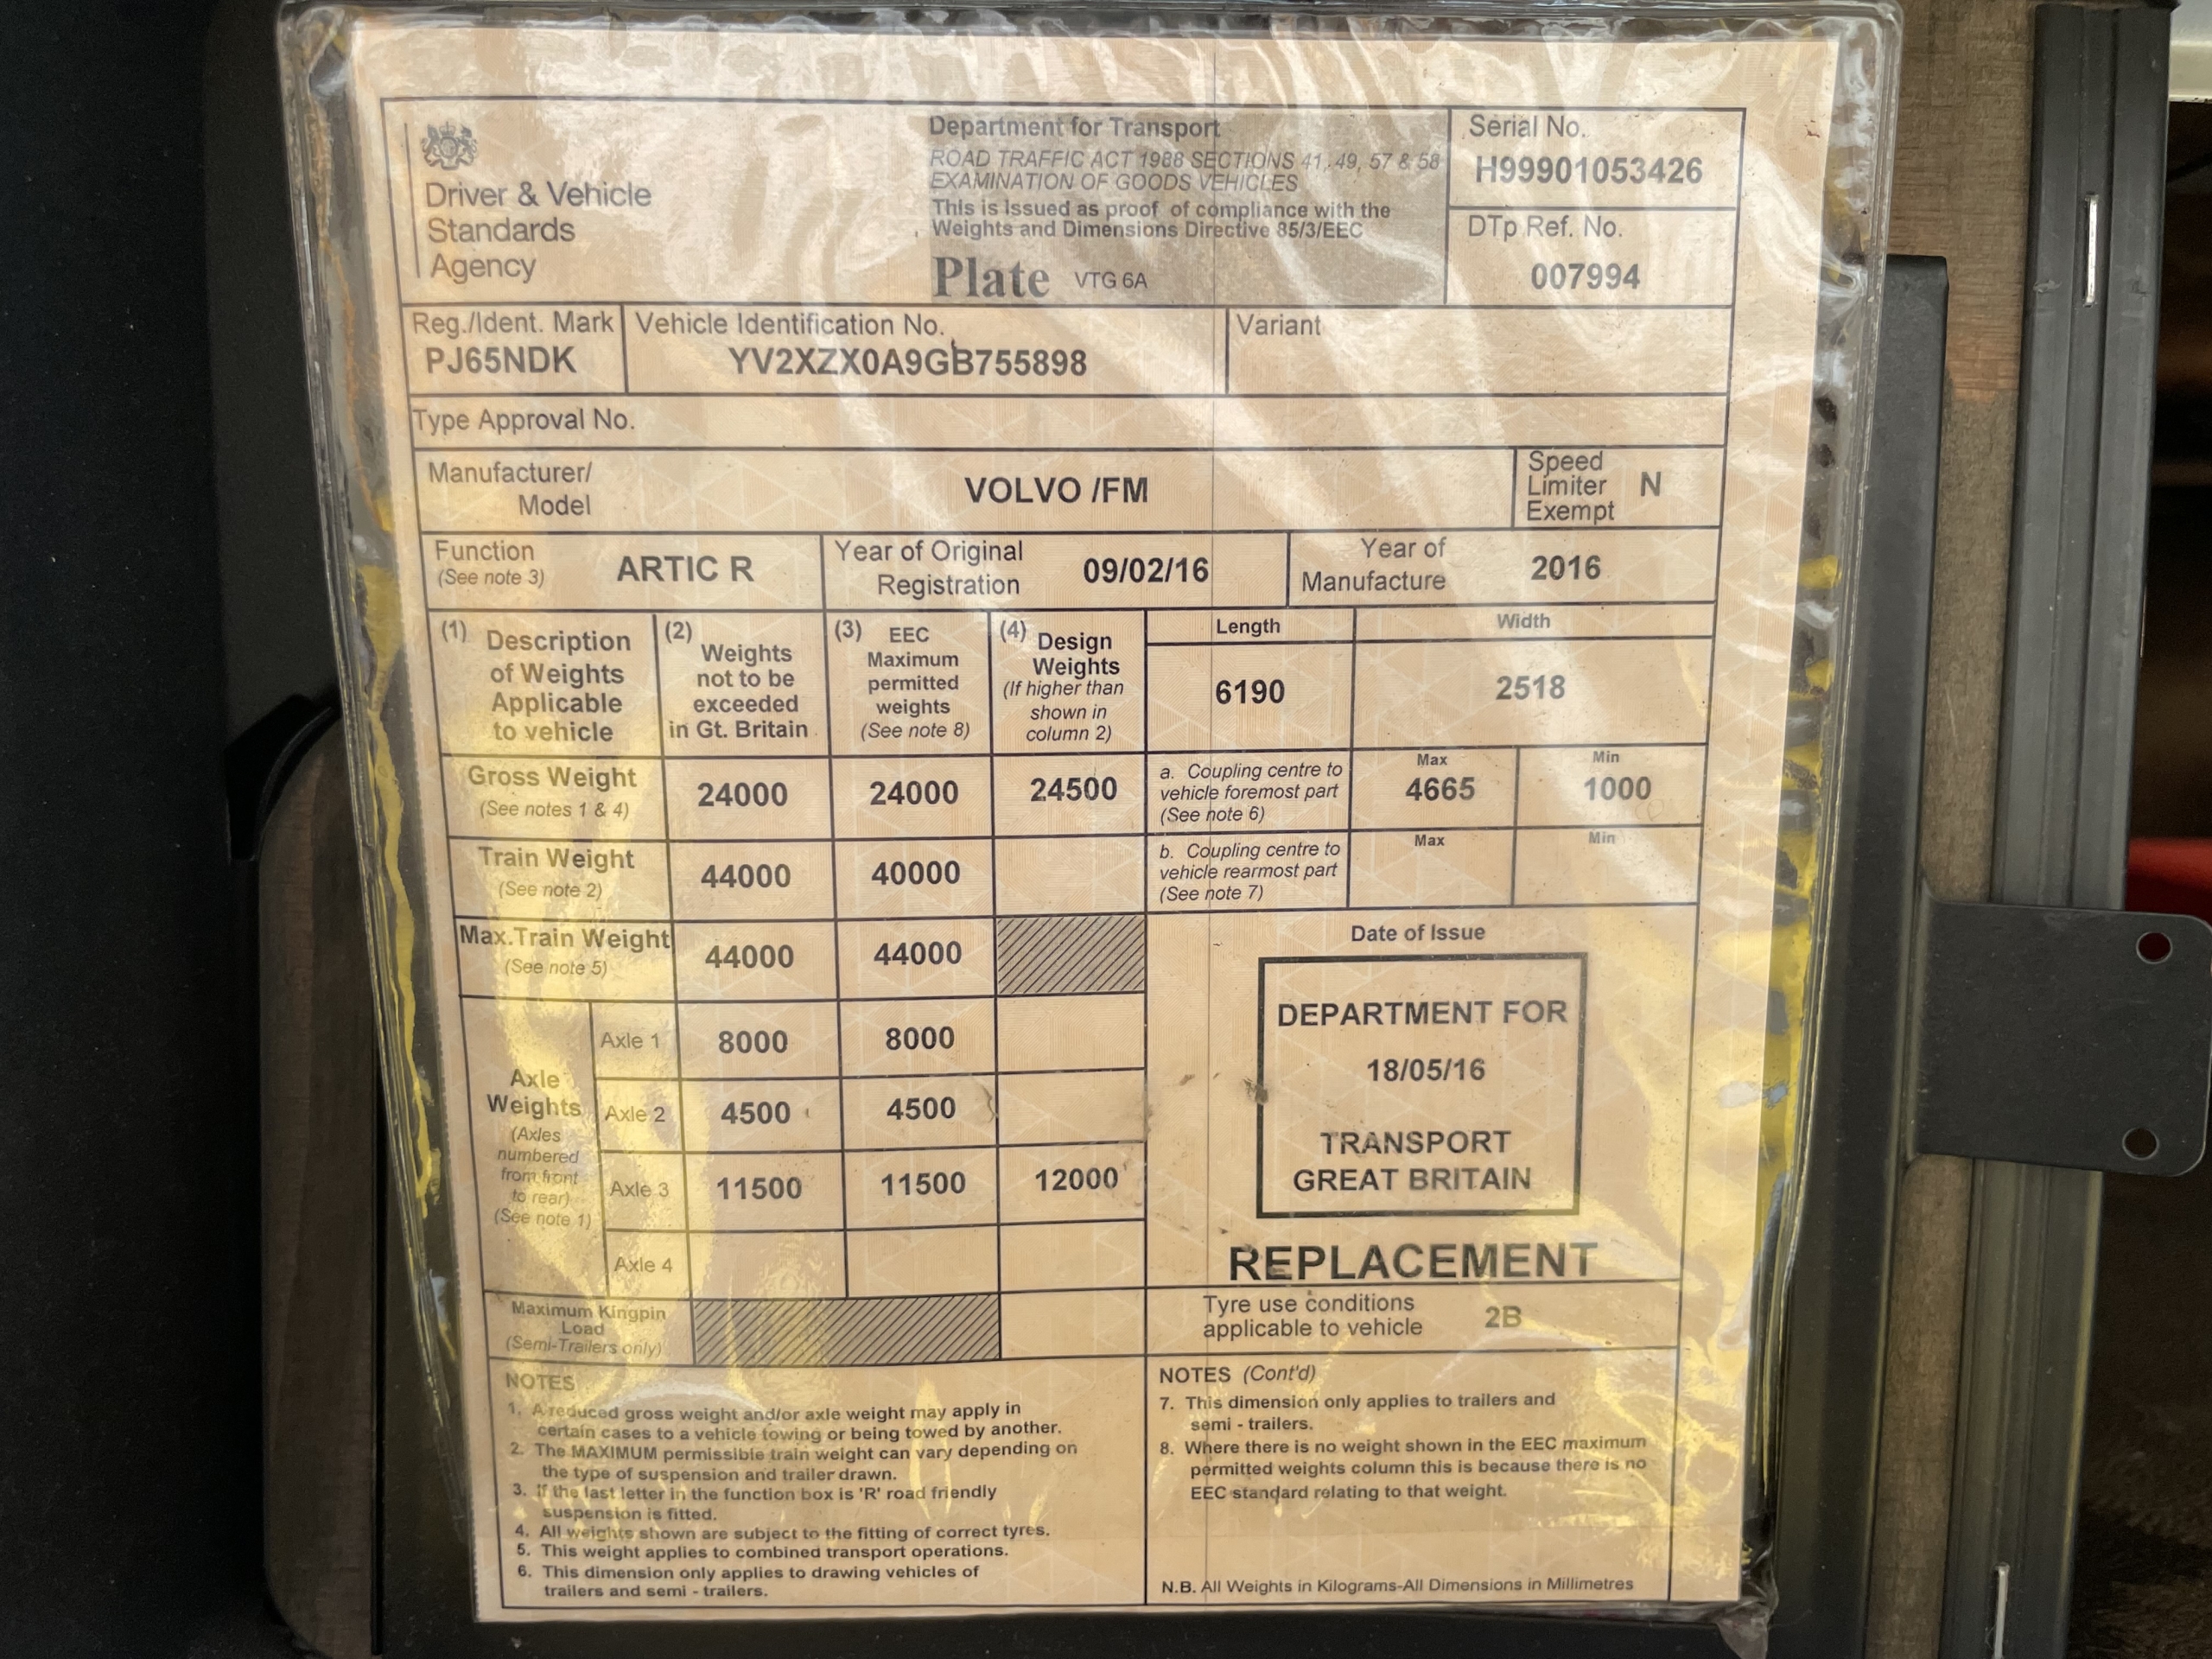 Driver & Vehicle
Standards
Agency
Department for Transport
ROAD TRAFFIC ACT 1988 SECTIONS 41, 49, 57 & 58
EXAMINATION OF GOODS VEHICLES
This is Issued as proof of compliance with the
Weights and Dimensions Directive 85/3/EEC
Plate VTG 6A
Serial No.
H99901053426
DTp Ref. No.
007994
Reg./Ident. Mark
PJ65NDK
Vehicle Identification No.
YV2XZX0A9GB755898
Variant
Type Approval No.
Manufacturer/
Model
VOLVO /FM
Speed
Limiter
Exempt
N
Function
(See note 3)
ARTIC R
Year of Original
Registration
09/02/16
Year of
Manufacture
2016
(1) Description
of Weights
Applicable
to vehicle
(2) Weights
not to be
exceeded
in Gt. Britain
(3) EEC
Maximum
permitted
weights
(See note 8)
(4) Design
Weights
(If higher than
shown in
column 2)
Length
6190
Width
2518
Gross Weight
(See notes 1 & 4)
24000
24000
24500
a. Coupling centre to
vehicle foremost part
(See note 6)
Max
4665
Min
1000
Train Weight
(See note 2)
44000
40000
b. Coupling centre to
vehicle rearmost part
(See note 7)
Max
Min
Max.Train Weight
(See note 5)
44000
44000
Axle
Weights
(Axles
numbered
from front
to rear)
(See note 1)
Axle 1
8000
8000
Axle 2
4500
4500
Axle 3
11500
11500
12000
Axle 4
Date of Issue
DEPARTMENT FOR
18/05/16
TRANSPORT
GREAT BRITAIN
REPLACEMENT
Maximum Kingpin
Load
(Semi-Trailers only)
Tyre use conditions
applicable to vehicle
2B
NOTES
1. A reduced gross weight and/or axle weight may apply in
certain cases to a vehicle towing or being towed by another.
2. The MAXIMUM permissible train weight can vary depending on
the type of suspension and trailer drawn.
3. If the last letter in the function box is 'R' road friendly
suspension is fitted.
4. All weights shown are subject to the fitting of correct tyres.
5. This weight applies to combined transport operations.
6. This dimension only applies to drawing vehicles of
trailers and semi - trailers.
NOTES (Cont'd)
7. This dimension only applies to trailers and
semi - trailers.
8. Where there is no weight shown in the EEC maximum
permitted weights column this is because there is no
EEC standard relating to that weight.
N.B. All Weights in Kilograms-All Dimensions in Millimetres